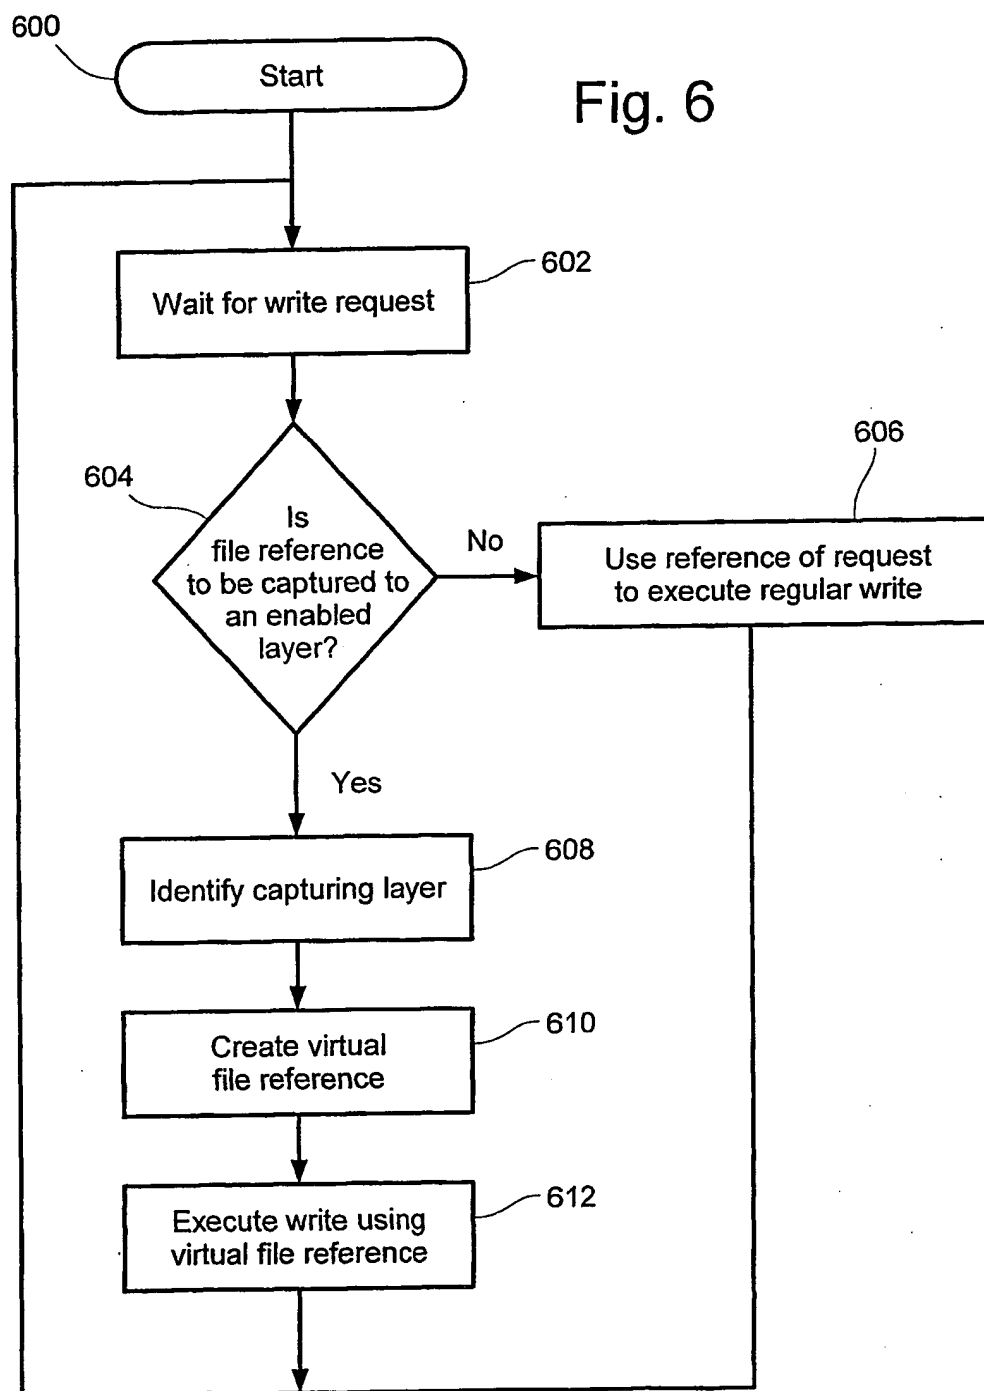 600
Start
Fig. 6
602
Wait for write request
604
Is
file reference
to be captured to
an enabled
layer?
No
606
Use reference of request
to execute regular write
Yes
608
Identify capturing layer
610
Create virtual
file reference
612
Execute write using
virtual file reference